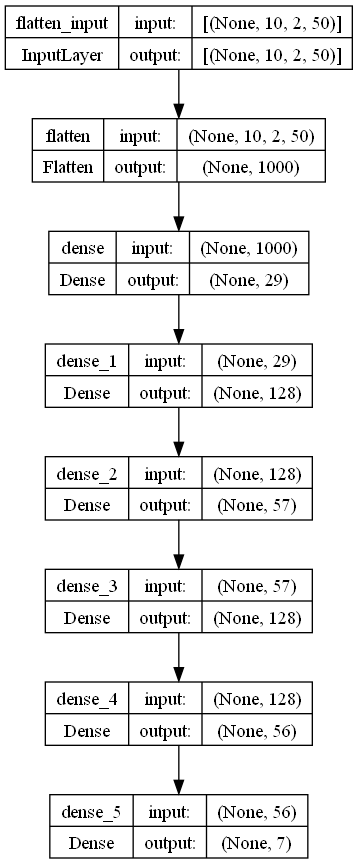 flatten_input input: [(None, 10, 2, 50)]
InputLayer output: [(None, 10, 2, 50)]
flatten input: (None, 10, 2, 50)
Flatten output: (None, 1000)
dense input: (None, 1000)
Dense output: (None, 29)
dense_1 input: (None, 29)
Dense output: (None, 128)
dense_2 input: (None, 128)
Dense output: (None, 57)
dense_3 input: (None, 57)
Dense output: (None, 128)
dense_4 input: (None, 128)
Dense output: (None, 56)
dense_5 input: (None, 56)
Dense output: (None, 7)